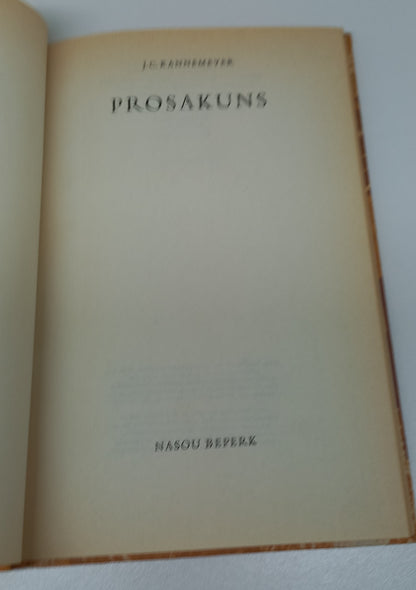 J.C. KANNEMEYER
PROSAKUNS
NASOU BEPERK